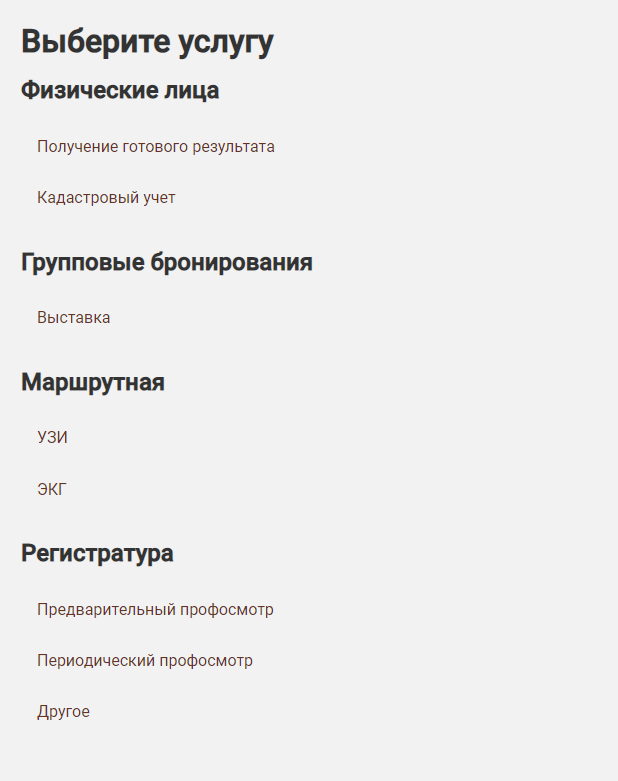 Выберите услугу
Физические лица
Получение готового результата
Кадастровый учет
Групповые бронирования
Выставка
Маршрутная
УЗИ
ЭКГ
Регистратура
Предварительный профосмотр
Периодический профосмотр
Другое